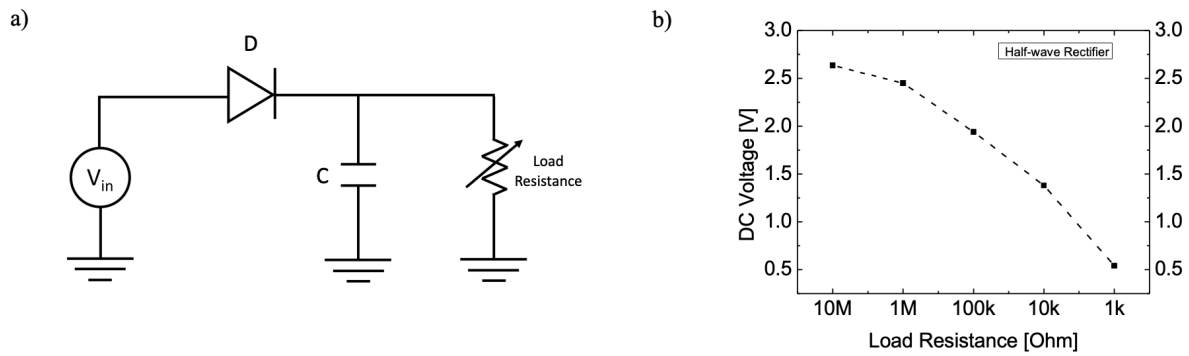 a)
D
V_in
C
Load
Resistance
b)
Half-wave Rectifier
DC Voltage [V]
3.0
2.5
2.0
1.5
1.0
0.5
3.0
2.5
2.0
1.5
1.0
0.5
10M 1M 100k 10k 1k
Load Resistance [Ohm]